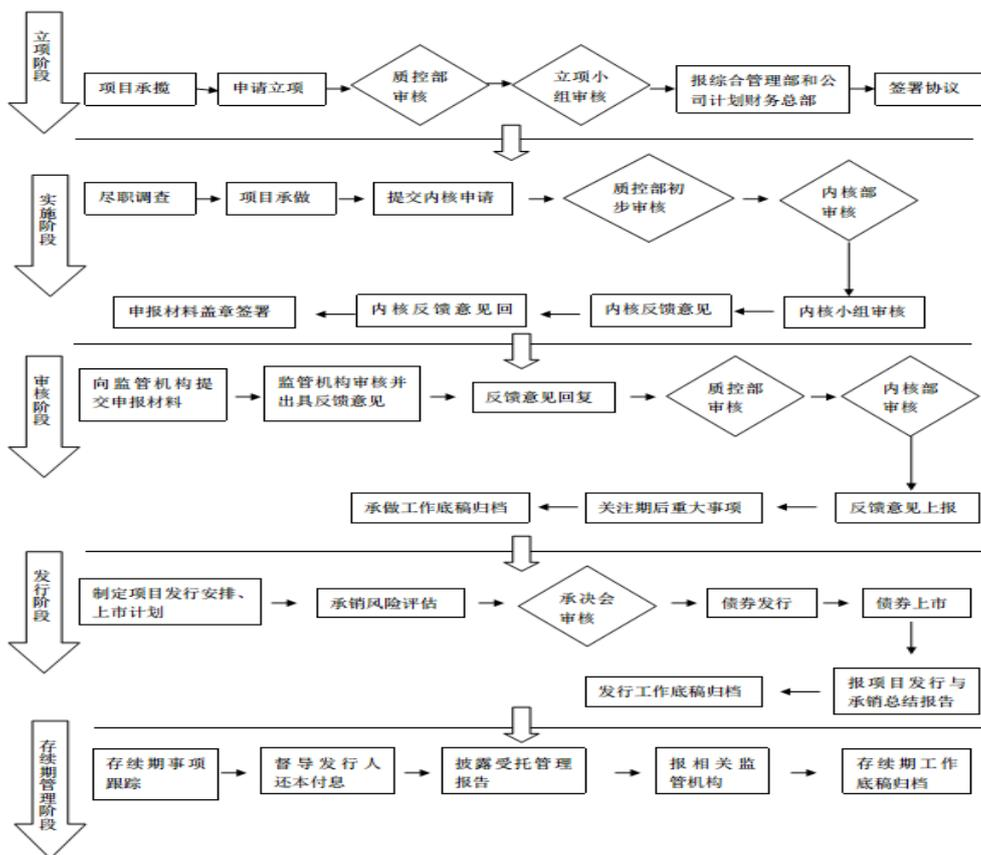 立项阶段
项目承揽
申请立项
质控部
审核
立项小
组审核
报综合管理部和公
司计划财务总部
签署协议
实施阶段
尽职调查
项目承做
提交内核申请
质控部初
步审核
内核部
审核
申报材料盖章签署
内核反馈意见回
内核反馈意见
内核小组审核
审核阶段
向监管机构提
交申报材料
监管机构审核并
出具反馈意见
反馈意见回复
质控部
审核
内核部
审核
承做工作底稿归档
关注期后重大事项
反馈意见上报
发行阶段
制定项目发行安排、
上市计划
承销风险评估
承决会
审核
债券发行
债券上市
发行工作底稿归档
报项目发行与
承销总结报告
存续期管理阶段
存续期事项
跟踪
督导发行人
还本付息
披露受托管理
报告
报相关监
管机构
存续期工作
底稿归档